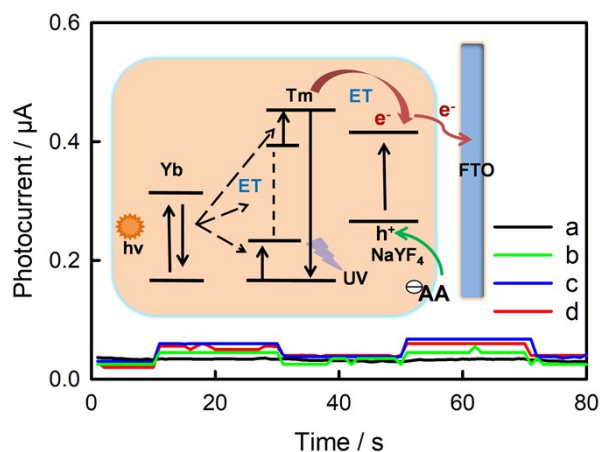 Photocurrent / μA
0.6
0.4
0.2
0.0
0
20
40
60
80
Time / s
Yb
hv
ET
Tm
ET
UV
e-
e-
h+
NaYF4
AA
FTO
a
b
c
d